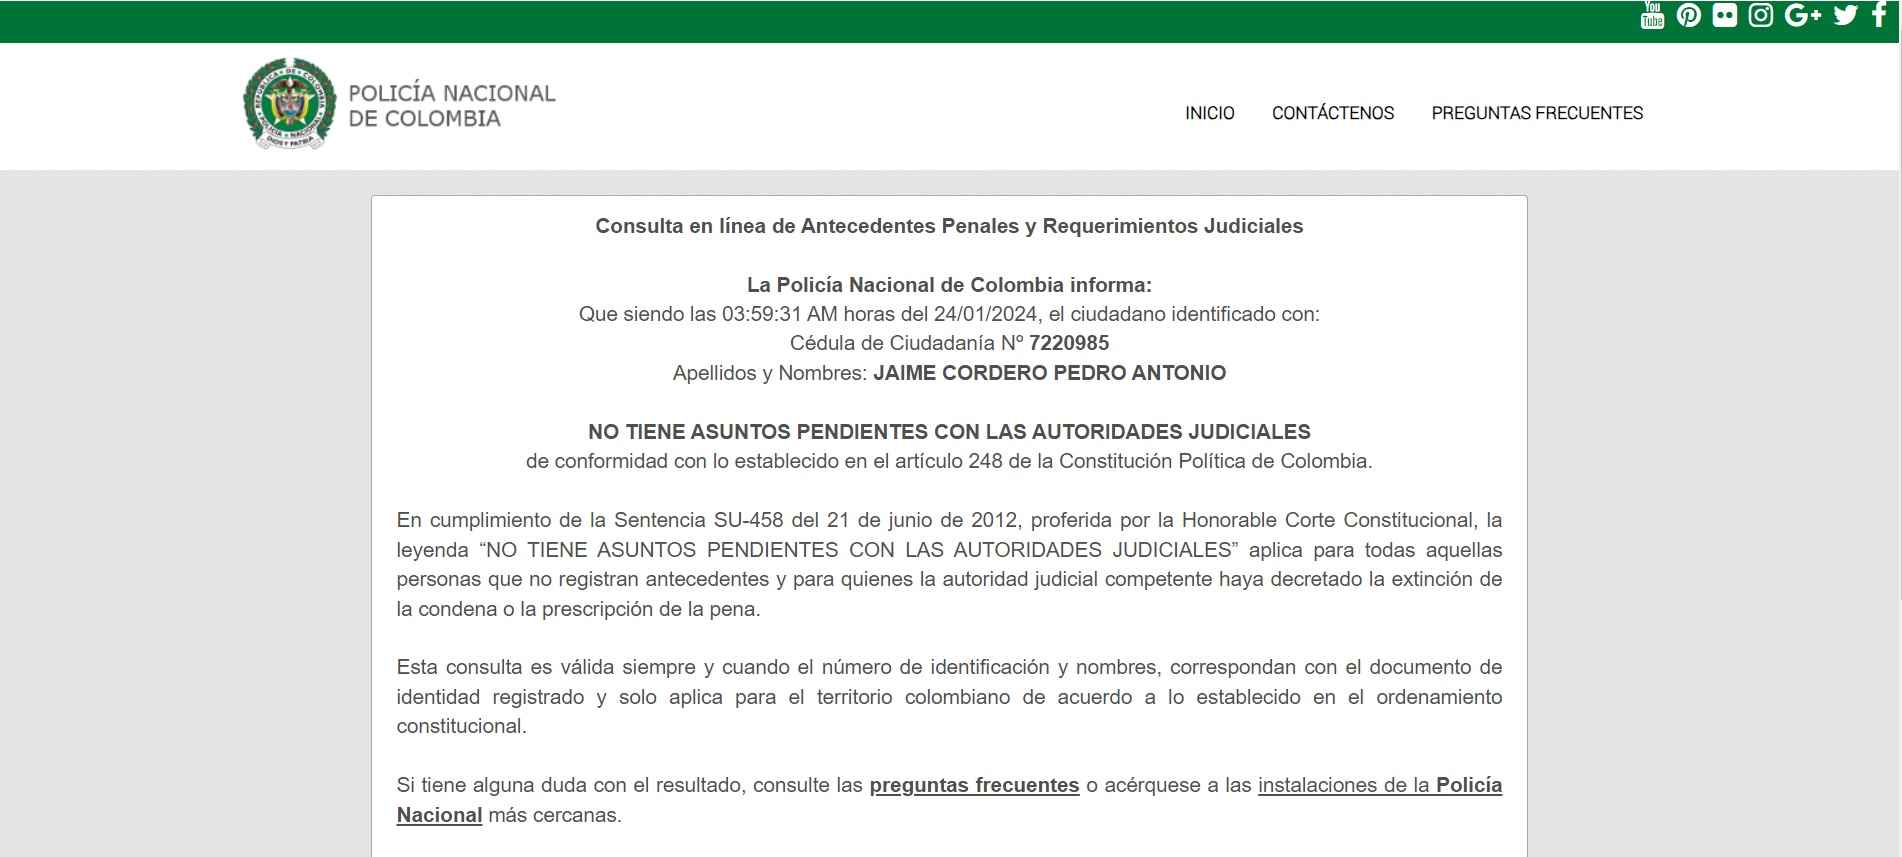 You
Tube
POLICÍA NACIONAL
DE COLOMBIA
REPÚBLICA DE COLOMBIA
POLICÍA NACIONAL
DIOS Y PATRIA
INICIO CONTÁCTENOS PREGUNTAS FRECUENTES
Consulta en línea de Antecedentes Penales y Requerimientos Judiciales
La Policía Nacional de Colombia informa:
Que siendo las 03:59:31 AM horas del 24/01/2024, el ciudadano identificado con:
Cédula de Ciudadanía Nº 7220985
Apellidos y Nombres: JAIME CORDERO PEDRO ANTONIO
NO TIENE ASUNTOS PENDIENTES CON LAS AUTORIDADES JUDICIALES
de conformidad con lo establecido en el artículo 248 de la Constitución Política de Colombia.
En cumplimiento de la Sentencia SU-458 del 21 de junio de 2012, proferida por la Honorable Corte Constitucional, la
leyenda “NO TIENE ASUNTOS PENDIENTES CON LAS AUTORIDADES JUDICIALES” aplica para todas aquellas
personas que no registran antecedentes y para quienes la autoridad judicial competente haya decretado la extinción de
la condena o la prescripción de la pena.
Esta consulta es válida siempre y cuando el número de identificación y nombres, correspondan con el documento de
identidad registrado y solo aplica para el territorio colombiano de acuerdo a lo establecido en el ordenamiento
constitucional.
Si tiene alguna duda con el resultado, consulte las preguntas frecuentes o acérquese a las instalaciones de la Policía
Nacional más cercanas.